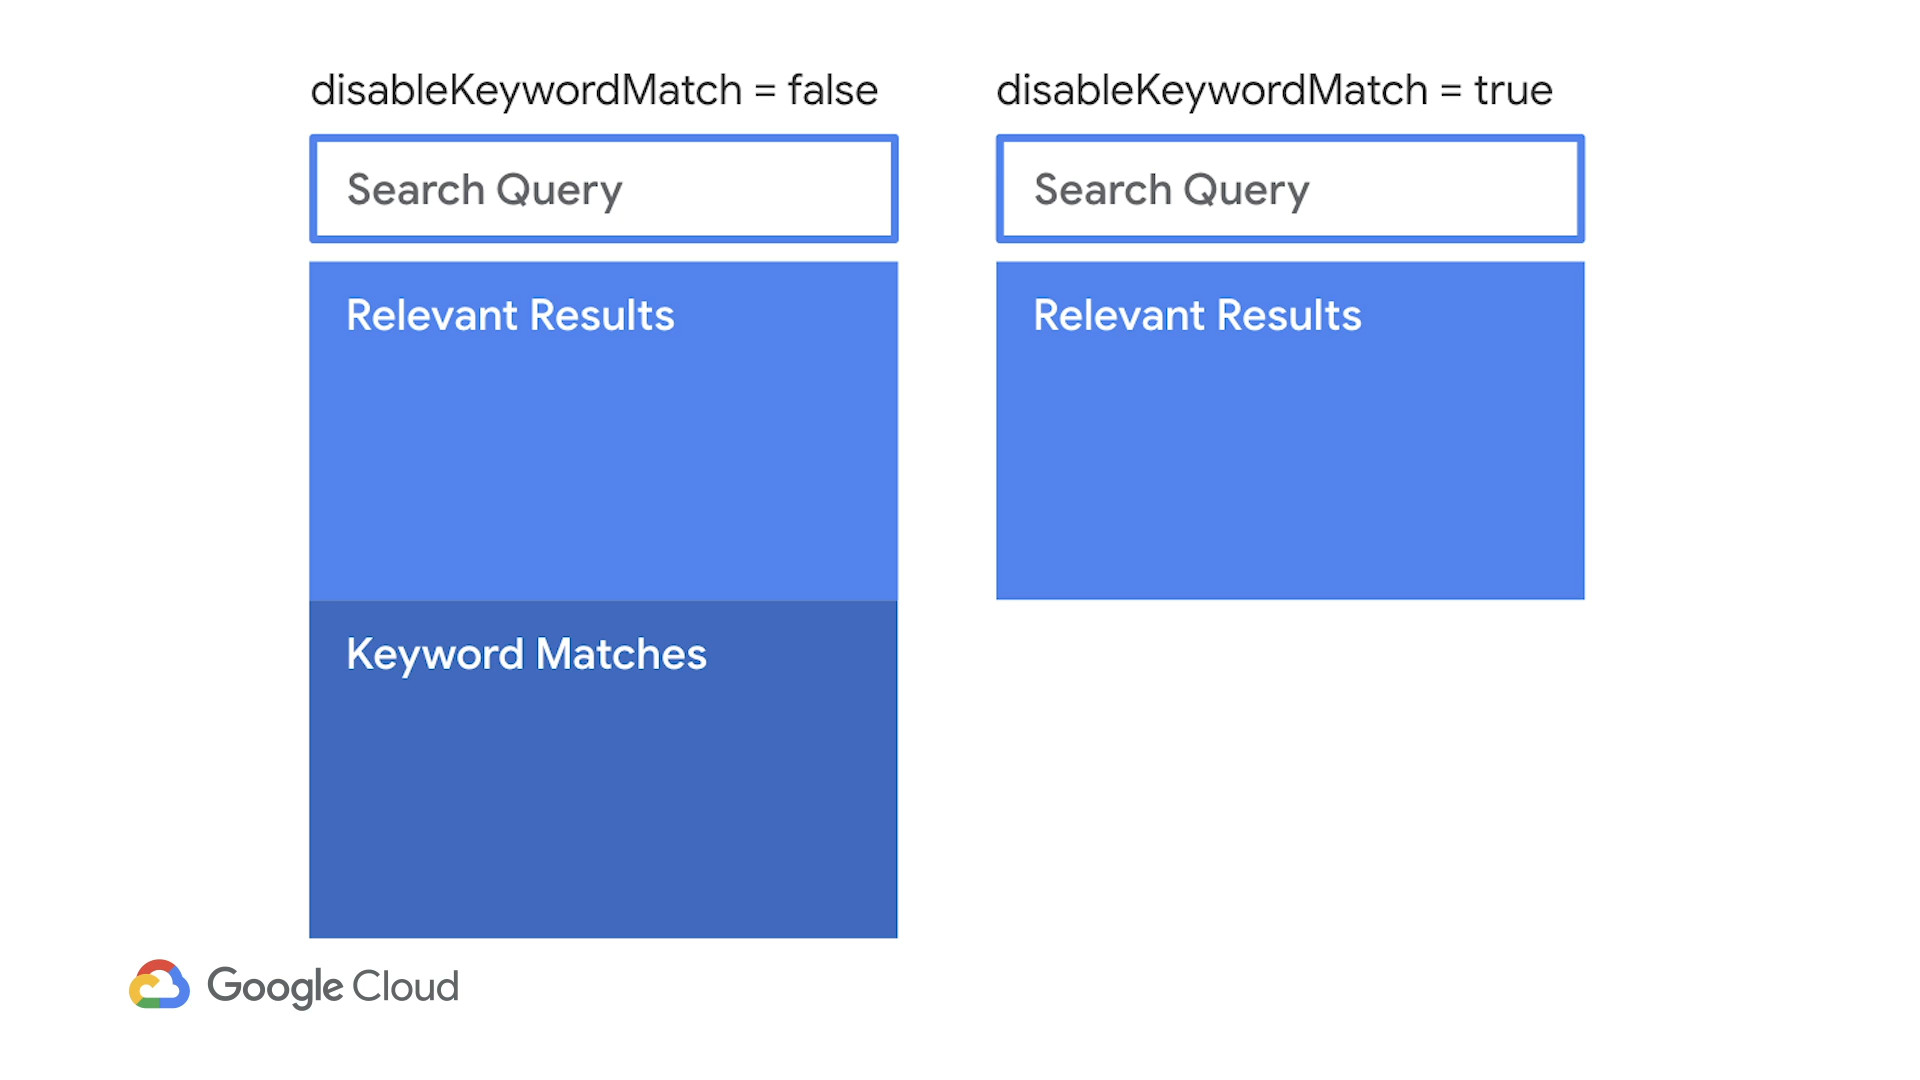 disableKeywordMatch = false
Search Query
Relevant Results
Keyword Matches
disableKeywordMatch = true
Search Query
Relevant Results
Google Cloud